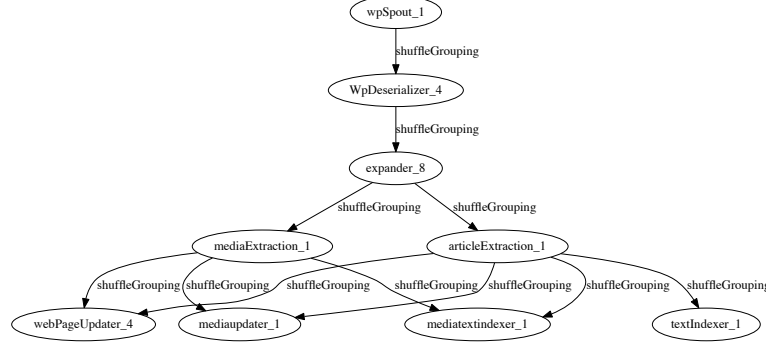 wpSpout_1
shuffleGrouping
WpDeserializer_4
shuffleGrouping
expander_8
shuffleGrouping shuffleGrouping
mediaExtraction_1 articleExtraction_1
shuffleGrouping shuffleGrouping shuffleGrouping shuffleGrouping shuffleGrouping shuffleGrouping shuffleGrouping
webPageUpdater_4 mediaupdater_1 mediatextindexer_1 textIndexer_1